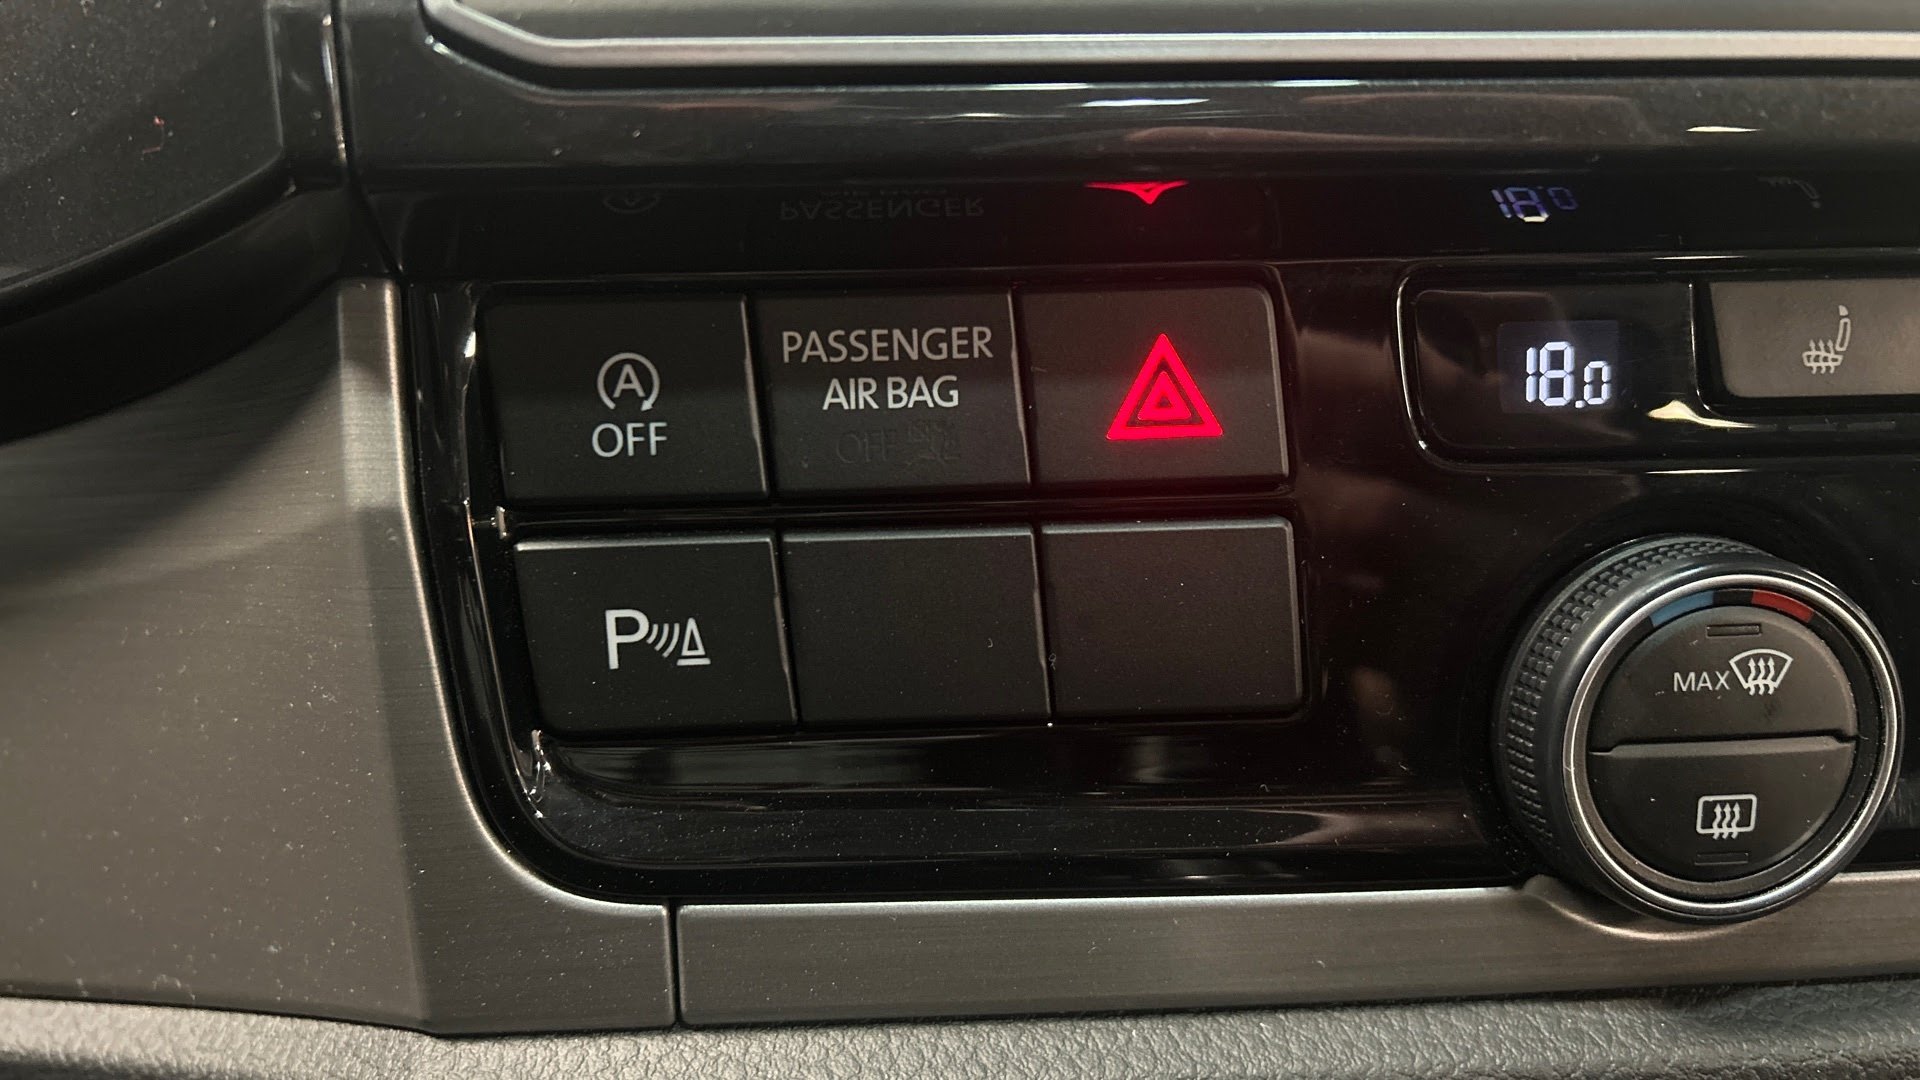 A
OFF
PASSENGER
AIR BAG
OFF
18.0
P
MAX